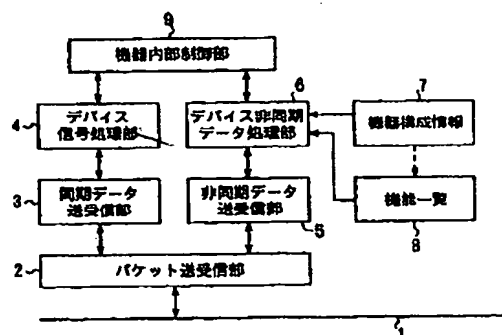 9
機器内部制御部
6
7
4
デバイス
信号処理部
デバイス非同期
データ処理部
機器構成情報
3
同期データ
送受信部
非同期データ
送受信部
機能一覧
5
8
2
パケット送受信部
1